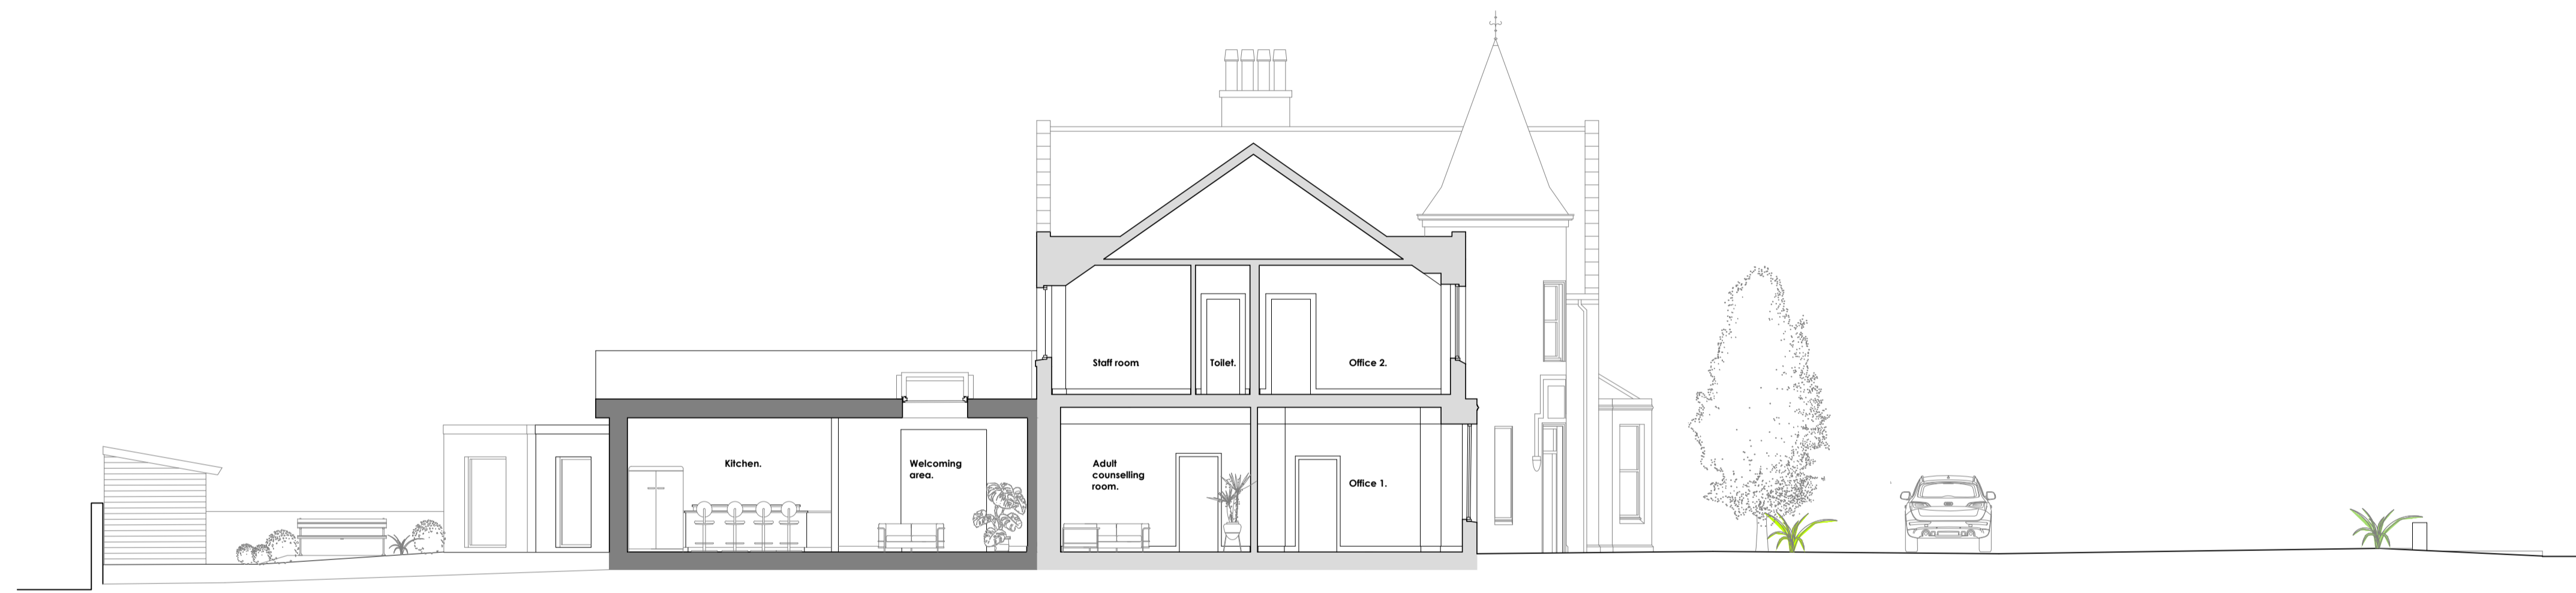 Staff room
Toilet.
Office 2.
Kitchen.
Welcoming
area.
Adult
counselling
room.
Office 1.